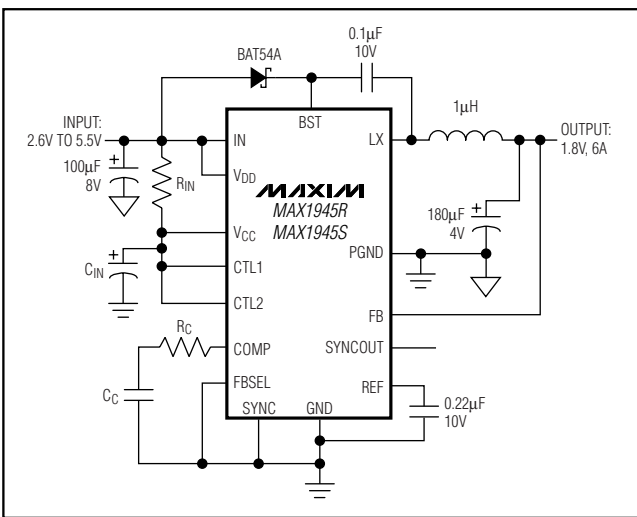 BAT54A
0.1µF
10V
INPUT:
2.6V TO 5.5V
BST
1µH
IN
LX
OUTPUT:
1.8V, 6A
100µF
8V
RIN
VDD
MAXIM
MAX1945R
MAX1945S
180µF
4V
VCC
PGND
CIN
CTL1
CTL2
FB
RC
COMP
SYNCOUT
CC
FBSEL
REF
SYNC
GND
0.22µF
10V
+
+
+